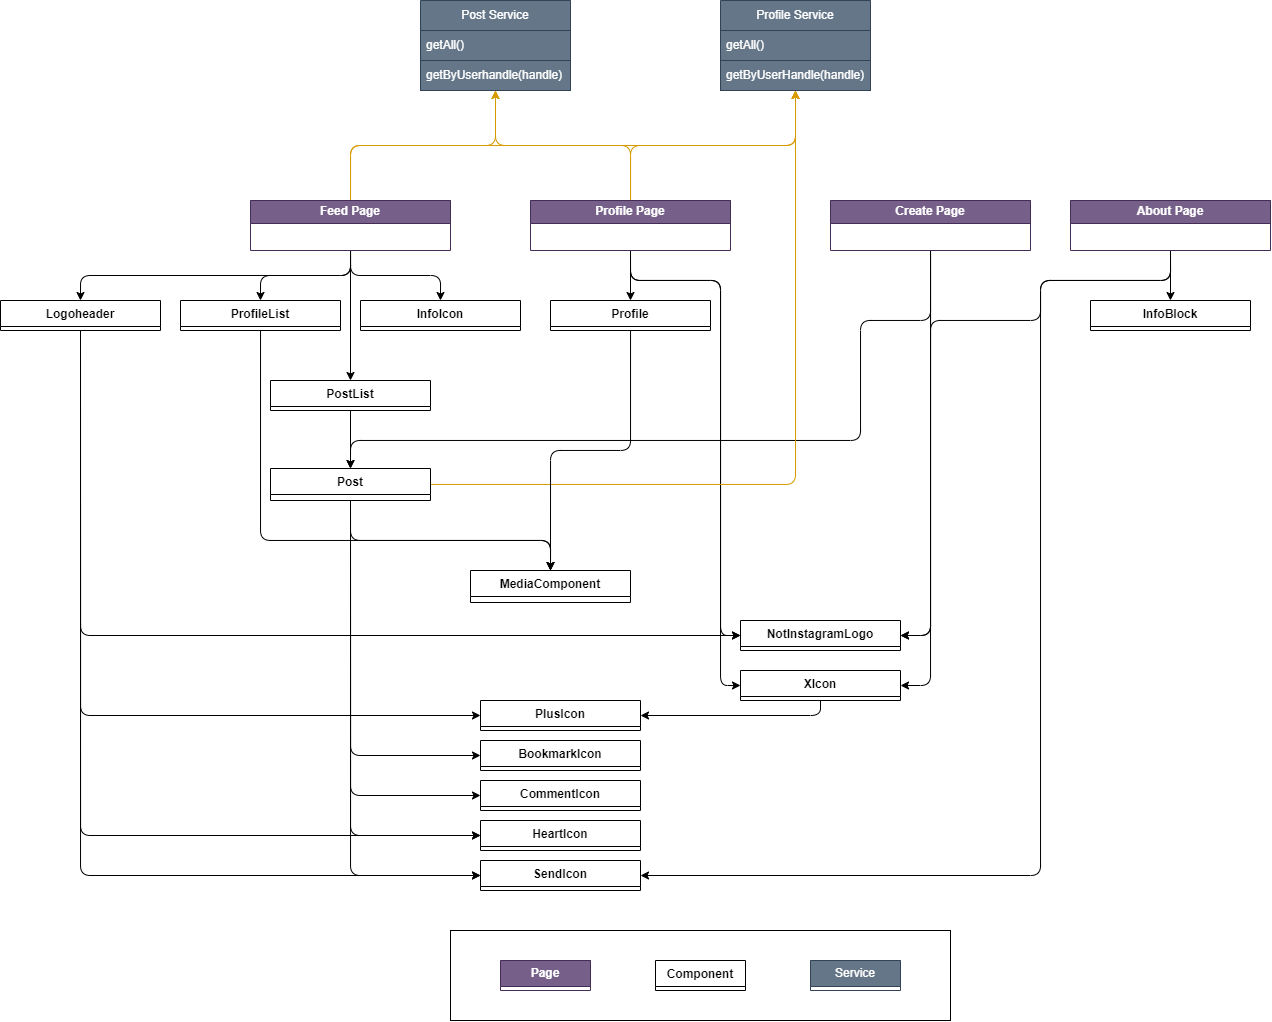 Post Service
Profile Service
getAll()
getAll()
getByUserhandle(handle)
getByUserHandle(handle)
Feed Page
Profile Page
Create Page
About Page
Logoheader
ProfileList
InfoIcon
Profile
InfoBlock
PostList
Post
MediaComponent
NotInstagramLogo
XIcon
PlusIcon
BookmarkIcon
CommentIcon
HeartIcon
SendIcon
Page
Component
Service